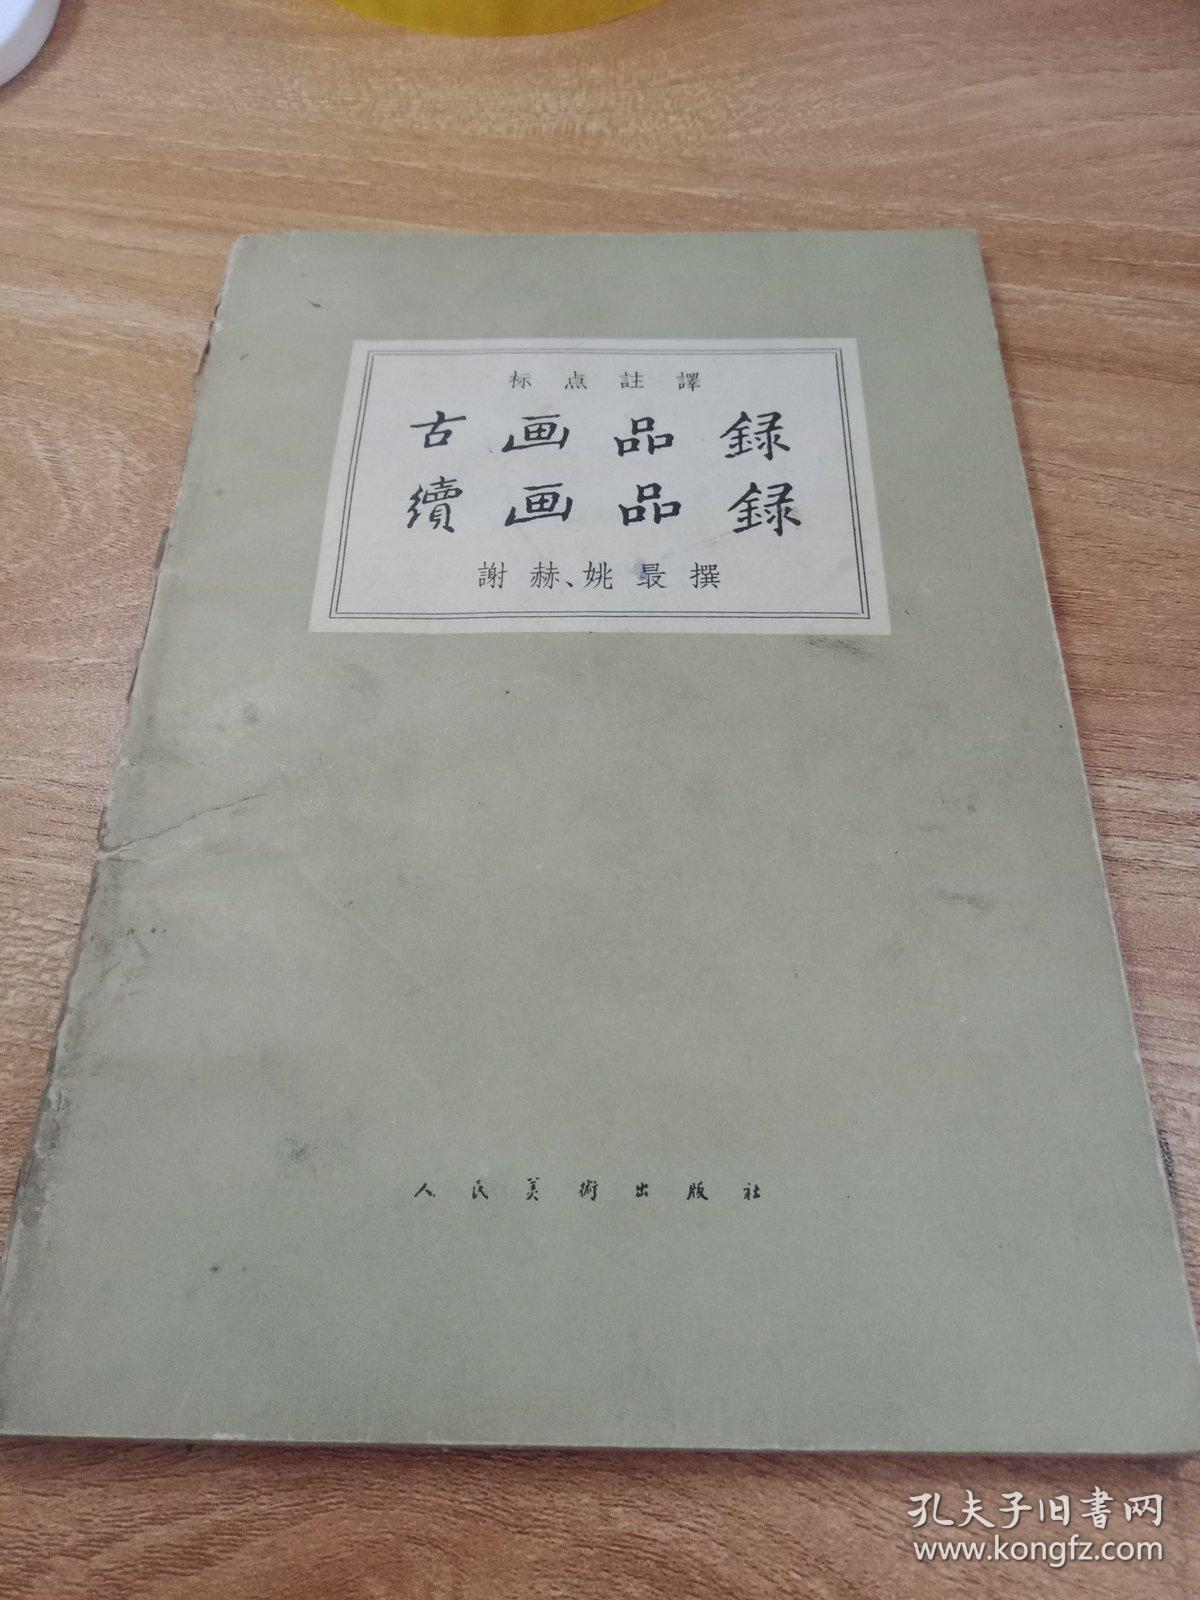 标点註譯
古画品録
續画品録
謝赫、姚最撰
人民美術出版社
孔夫子旧书网
www.kongfz.com